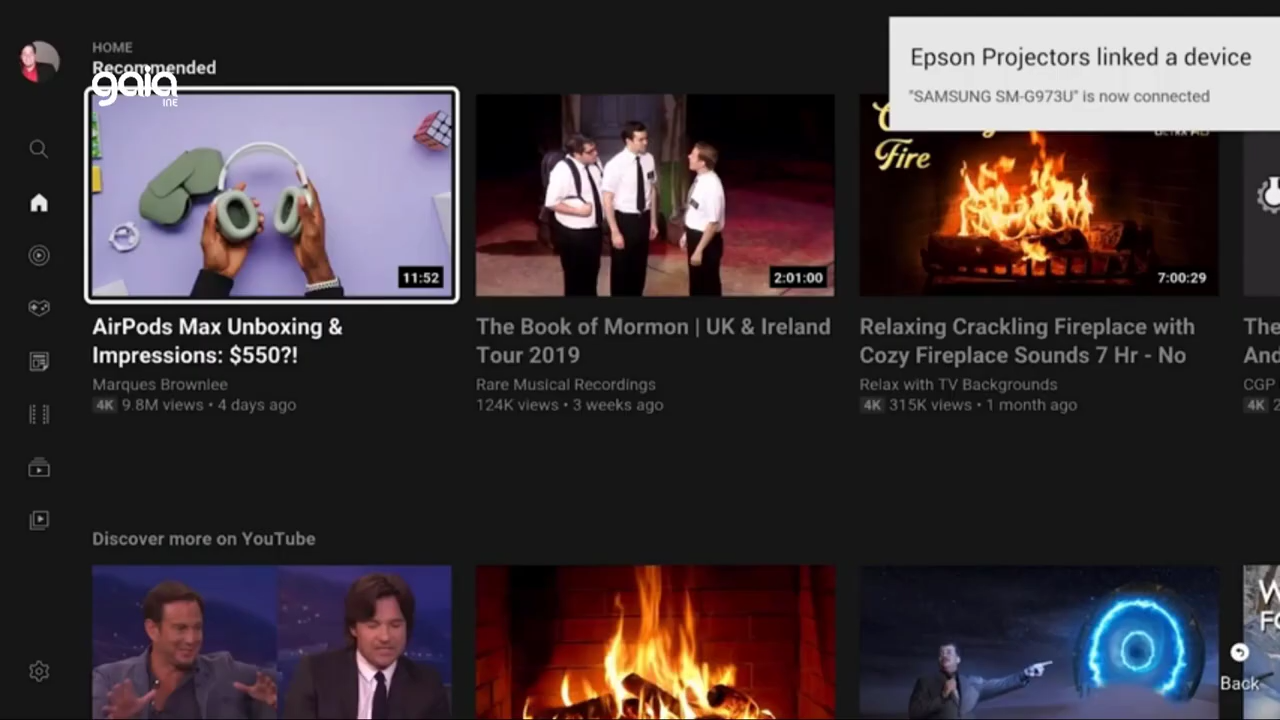 HOME
Recommended
gaia
INE
Epson Projectors linked a device
"SAMSUNG SM-G973U" is now connected
Fire
11:52
2:01:00
7:00:29
AirPods Max Unboxing &
Impressions: $550?!
Marques Brownlee
4K 9.8M views • 4 days ago
The Book of Mormon | UK & Ireland
Tour 2019
Rare Musical Recordings
124K views • 3 weeks ago
Relaxing Crackling Fireplace with
Cozy Fireplace Sounds 7 Hr - No
Relax with TV Backgrounds
4K 315K views • 1 month ago
The
And
CGP
4K 2
Discover more on YouTube
W
Fo
Back